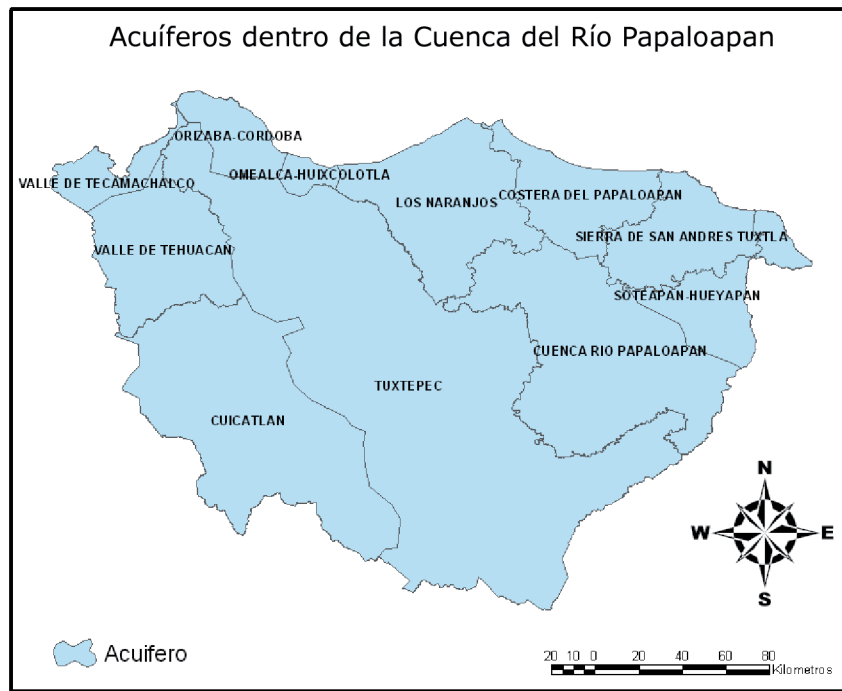 Acuíferos dentro de la Cuenca del Río Papaloapan
ORIZABA-CORDOBA
OMEALCA-HUIXCOLOTLA
VALLE DE TECAMACHALCO
LOS NARANJOS
COSTERA DEL PAPALOAPAN
SIERRA DE SAN ANDRES TUXTLA
VALLE DE TEHUACAN
SOTEAPAN-HUEYAPAN
CUENCA RIO PAPALOAPAN
TUXTEPEC
CUICATLAN
N
W
E
S
Acuifero
20 10 0 20 40 60 80
Kilometros